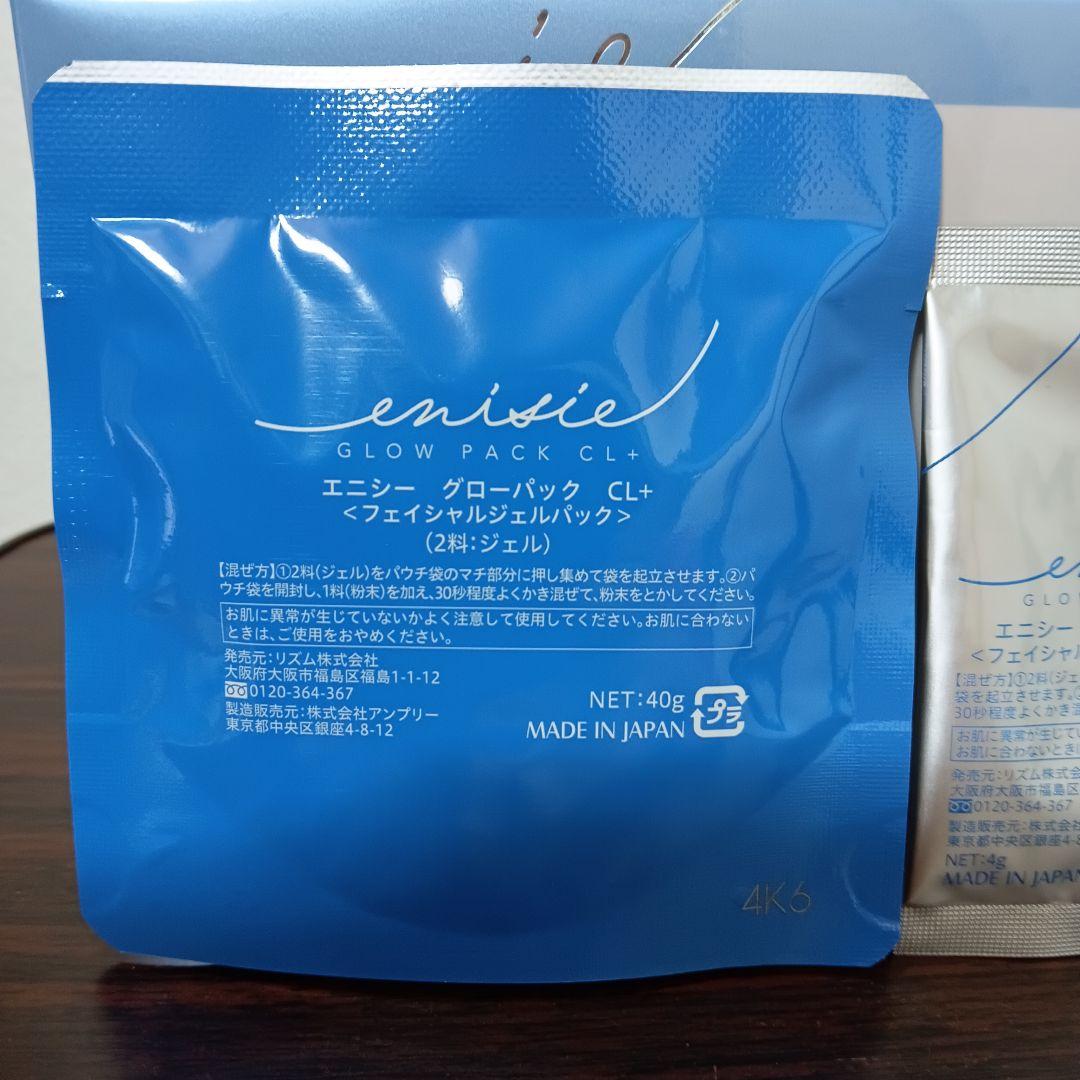 enisie
GLOW PACK CL+
エニシー グローパック CL+
<フェイシャルジェルパック>
(2料:ジェル)
【混ぜ方】①2料(ジェル)をパウチ袋のマチ部分に押し集めて袋を起立させます。②パ
ウチ袋を開封し、1料(粉末)を加え、30秒程度よくかき混ぜて、粉末をとかしてください。
お肌に異常が生じていないかよく注意して使用してください。お肌に合わない
ときは、ご使用をおやめください。
発売元:リズム株式会社
大阪府大阪市福島区福島1-1-12
0120-364-367
製造販売元:株式会社アンプリー
東京都中央区銀座4-8-12
NET:40g
プラ
MADE IN JAPAN
4K6
エニシー
<フェイシャル
【混ぜ方】①2料(ジェ
袋を起立させます。
30秒程度よくかき混
お肌に異常が生じてい
お肌に合わないときは
発売元:リズム株式会
大阪府大阪市福島区
0120-364-367
製造販売元:株式会
東京都中央区銀座4-8
NET:4g
MADE IN JAPAN